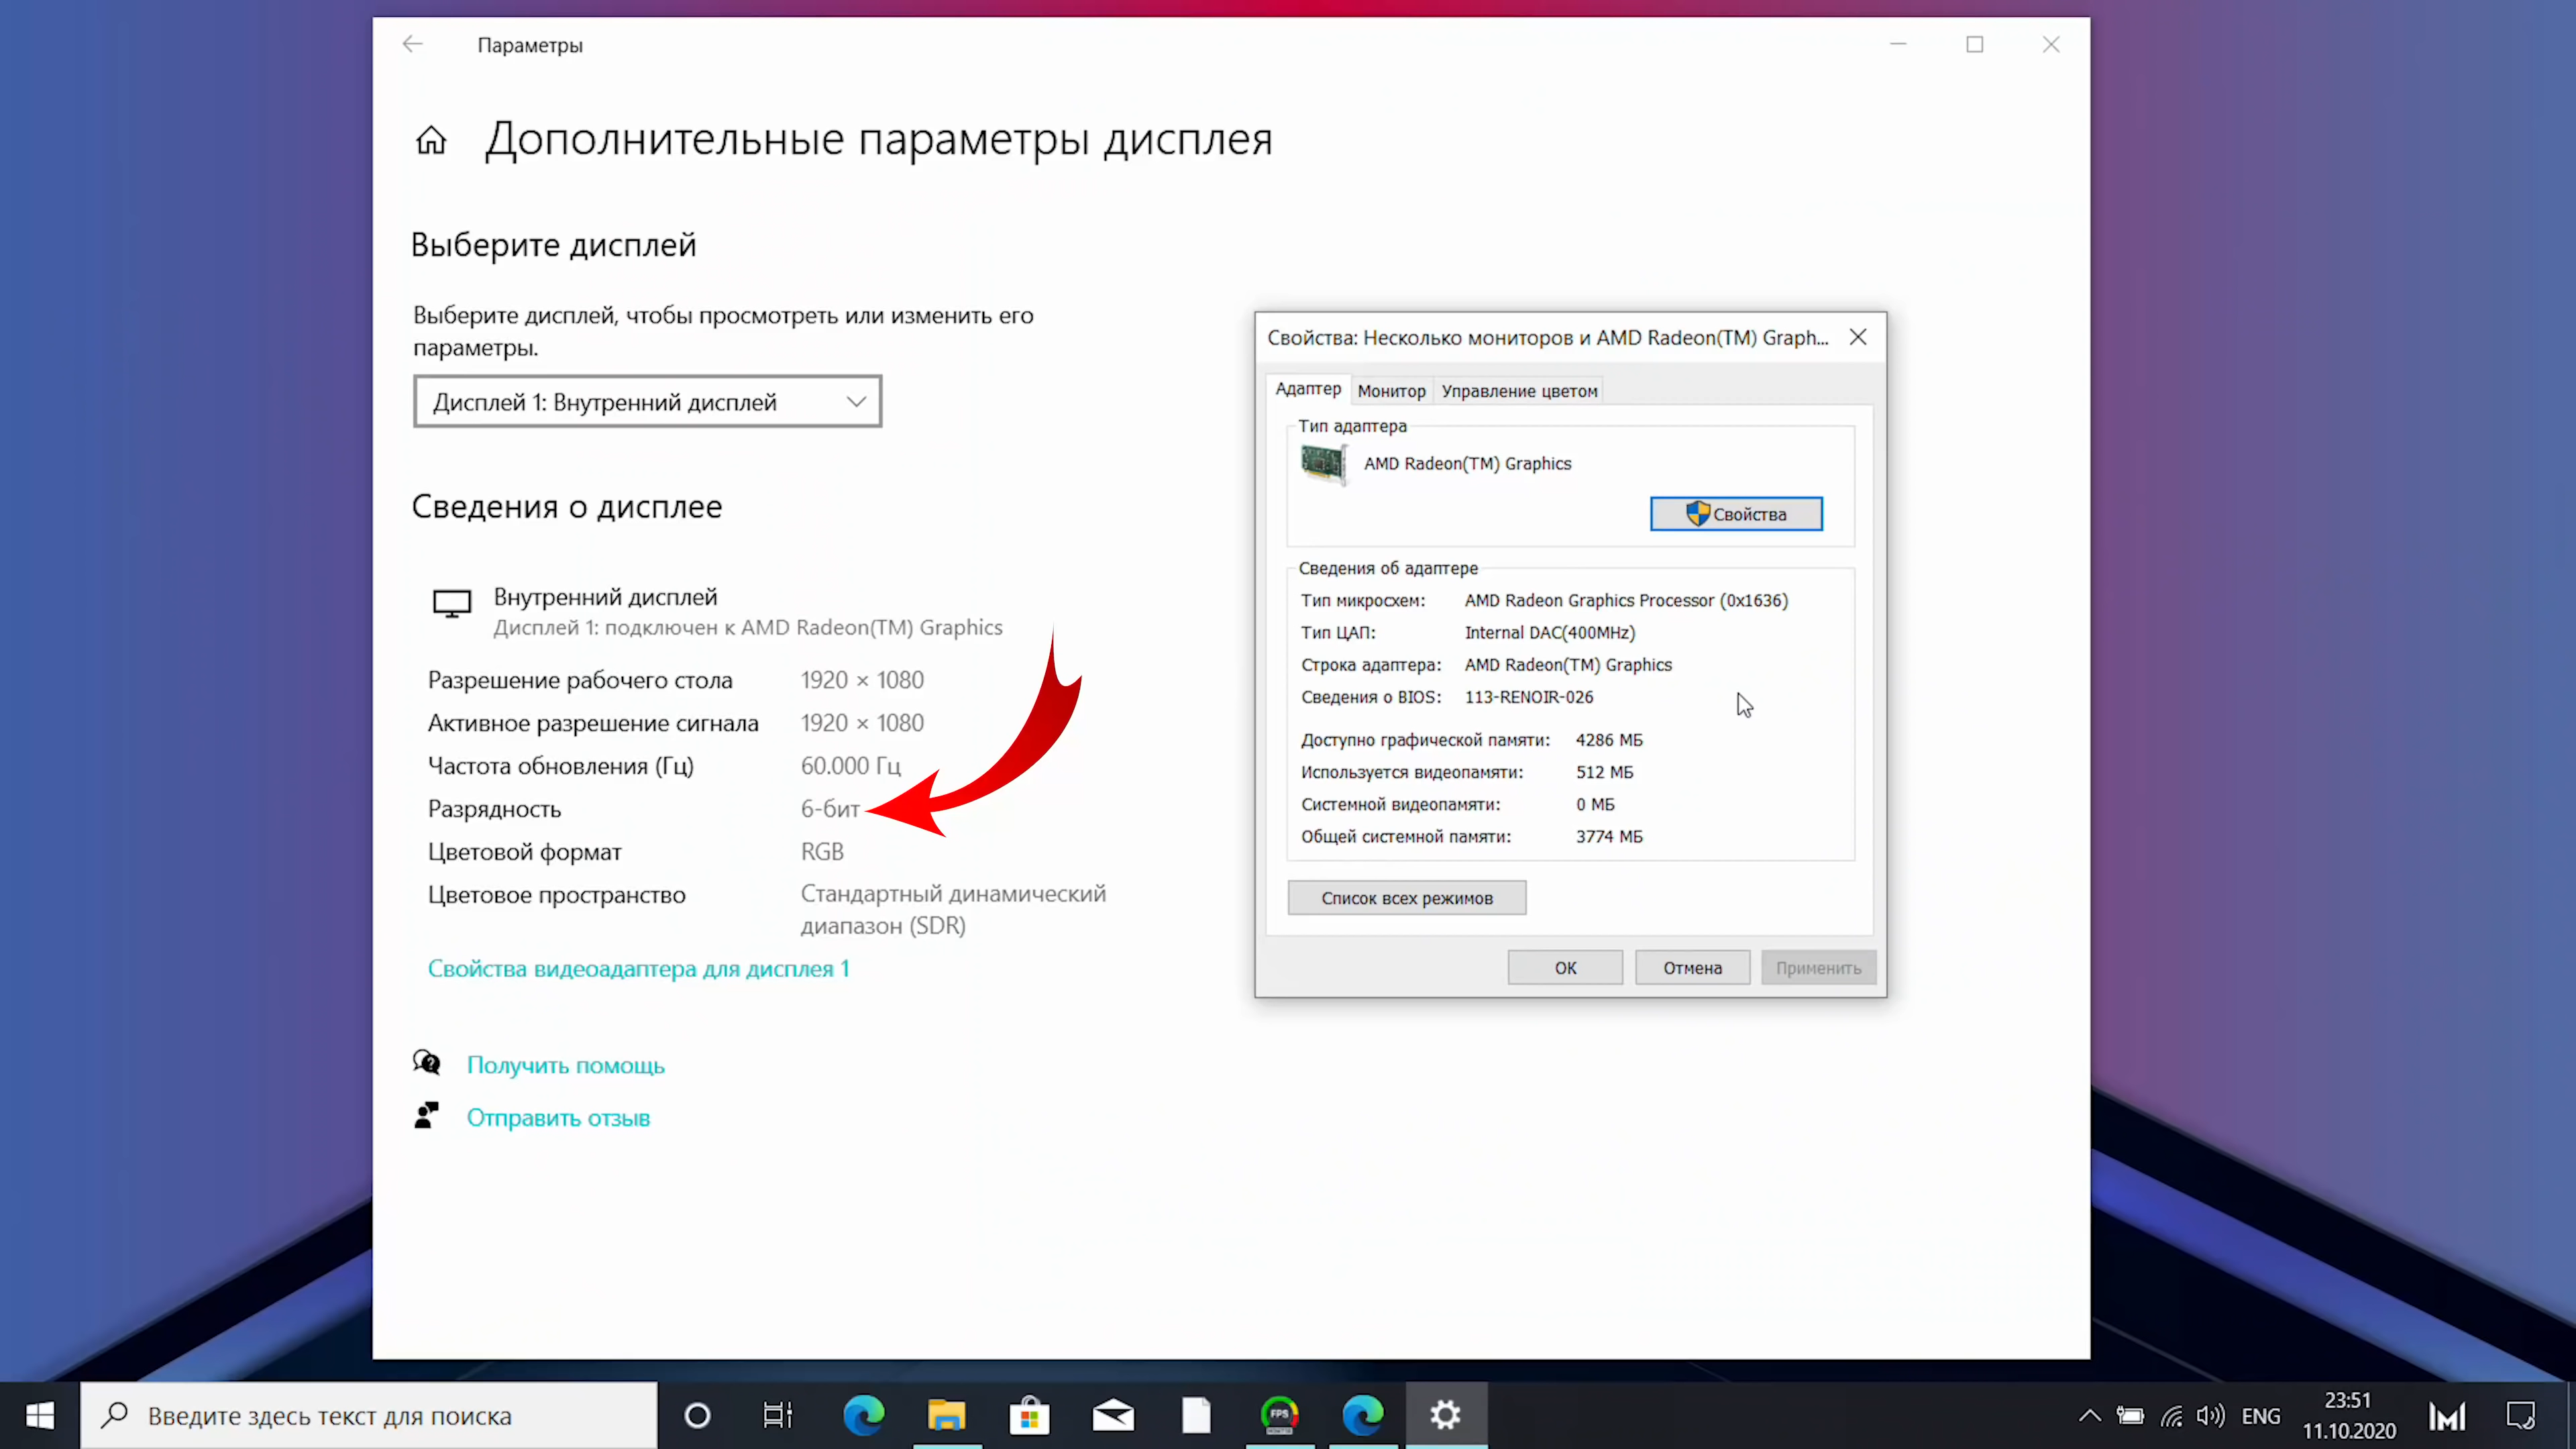 Параметры
Дополнительные параметры дисплея
Выберите дисплей
Выберите дисплей, чтобы просмотреть или изменить его
параметры.
Дисплей 1: Внутренний дисплей
Сведения о дисплее
Внутренний дисплей
Дисплей 1: подключен к AMD Radeon(TM) Graphics
Разрешение рабочего стола 1920 × 1080
Активное разрешение сигнала 1920 × 1080
Частота обновления (Гц) 60.000 Гц
Разрядность 6-бит
Цветовой формат RGB
Цветовое пространство Стандартный динамический
диапазон (SDR)
Свойства видеоадаптера для дисплея 1
Получить помощь
Отправить отзыв
Свойства: Несколько мониторов и AMD Radeon(TM) Graph...
Адаптер Монитор Управление цветом
Тип адаптера
AMD Radeon(TM) Graphics
Свойства
Сведения об адаптере
Тип микросхем: AMD Radeon Graphics Processor (0x1636)
Тип ЦАП: Internal DAC(400MHz)
Строка адаптера: AMD Radeon(TM) Graphics
Сведения о BIOS: 113-RENOIR-026
Доступно графической памяти: 4286 МБ
Используется видеопамяти: 512 МБ
Системной видеопамяти: 0 МБ
Общей системной памяти: 3774 МБ
Список всех режимов
ОК Отмена Применить
Введите здесь текст для поиска
FPS
ENG
23:51
11.10.2020